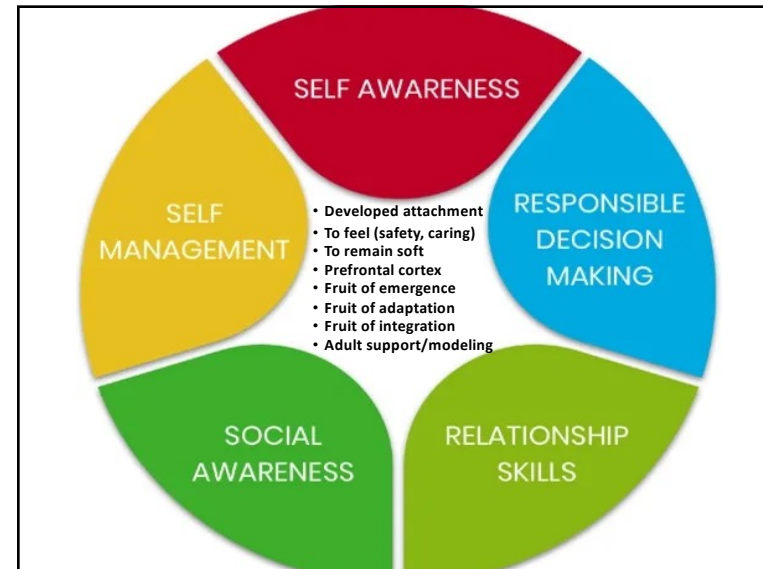 SELF AWARENESS
SELF
MANAGEMENT
• Developed attachment
• To feel (safety, caring)
• To remain soft
• Prefrontal cortex
• Fruit of emergence
• Fruit of adaptation
• Fruit of integration
• Adult support/modeling
RESPONSIBLE
DECISION
MAKING
SOCIAL
AWARENESS
RELATIONSHIP
SKILLS